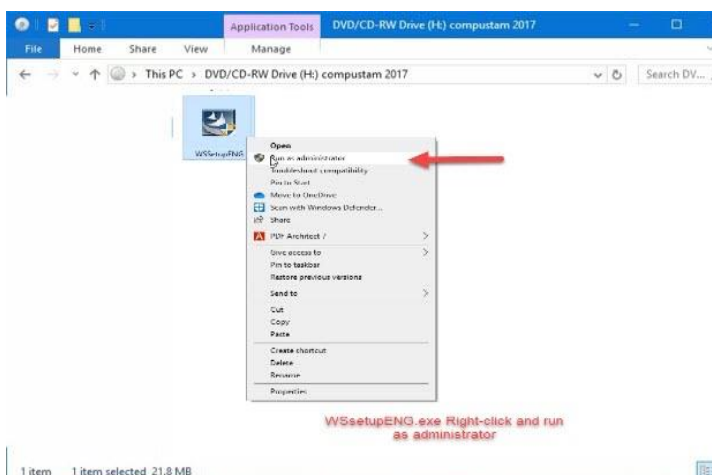 Application Tools
DVD/CD-RW Drive (H:) compustam 2017
File
Home
Share
View
Manage
This PC > DVD/CD-RW Drive (H:) compustam 2017
Search DV...
WSSetupENG
Open
Run as administrator
Troubleshoot compatibility
Pin to Start
Move to OneDrive
Scan with Windows Defender...
Share
PDF Architect 7
Give access to
Pin to taskbar
Restore previous versions
Send to
Cut
Copy
Paste
Create shortcut
Delete
Rename
Properties
WSsetupENG.exe Right-click and run
as administrator
1 item
1 item selected 21.8 MB